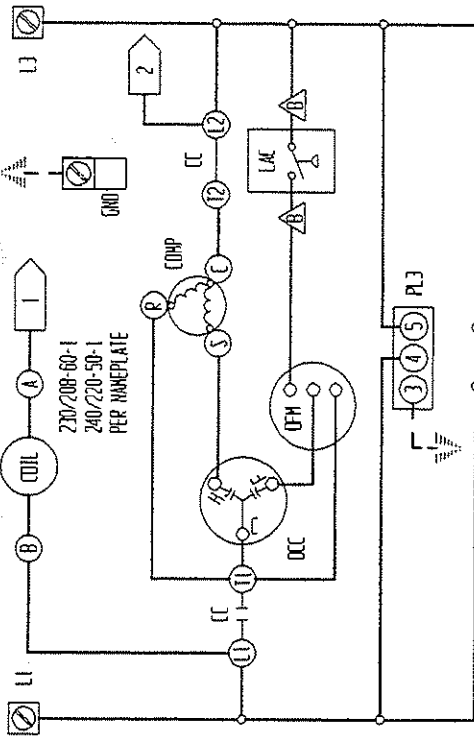 L1
L3
B
COIL
A
1
GND
2
230/208-60-1
240/220-50-1
PER NAMEPLATE
COMP
R
CC
CC
L1
T1
S
C
T2
L2
H
C
F
DCC
OFM
LAC
B
B
PL3
3
4
5